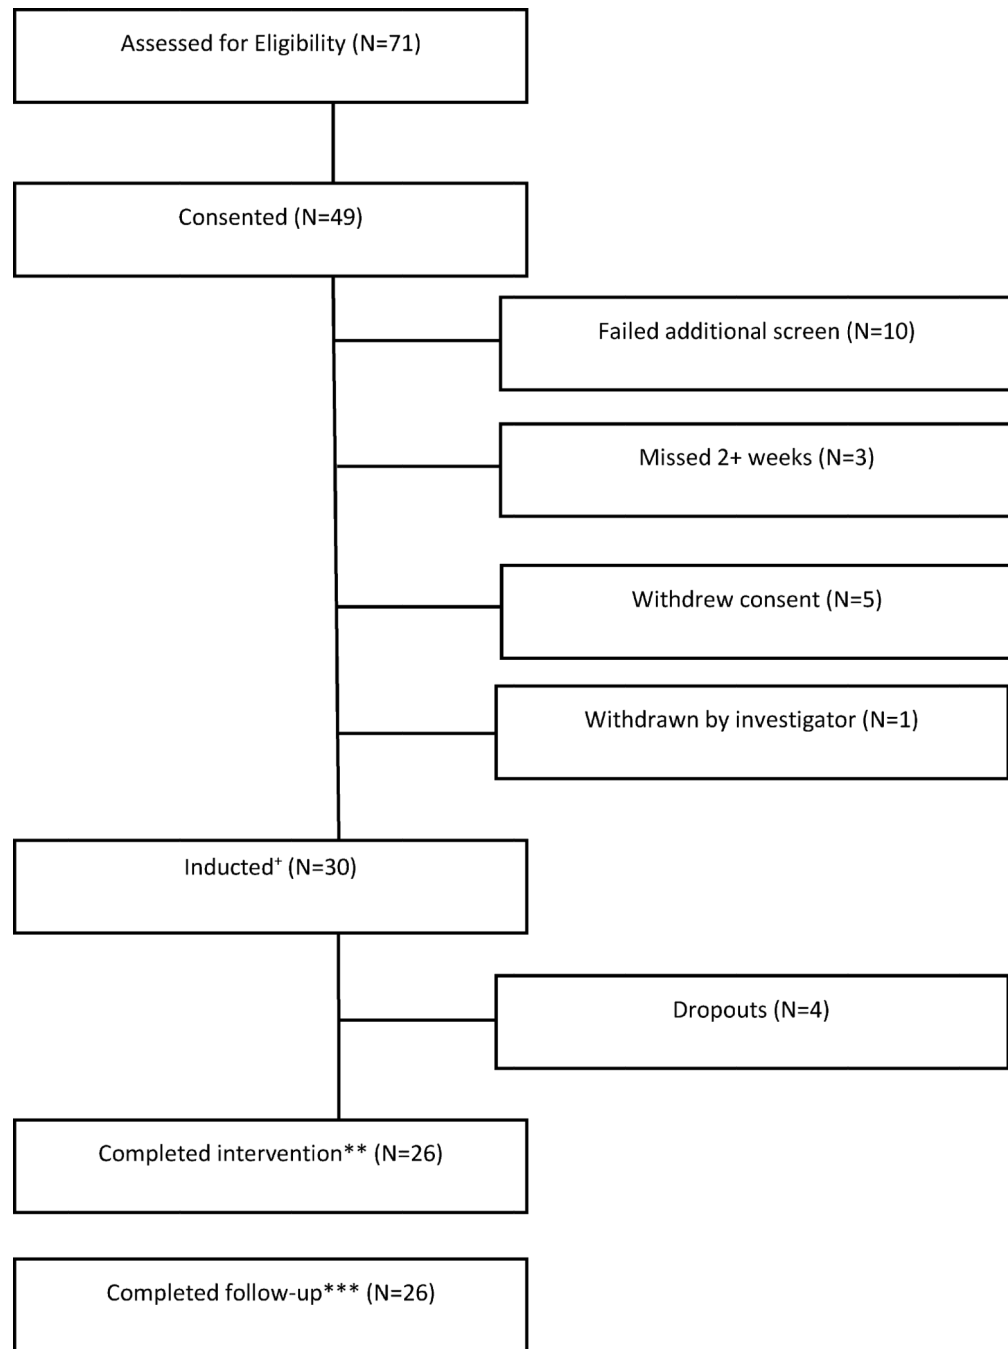 Assessed for Eligibility (N=71)
Consented (N=49)
Failed additional screen (N=10)
Missed 2+ weeks (N=3)
Withdrew consent (N=5)
Withdrawn by investigator (N=1)
Inducted⁺ (N=30)
Dropouts (N=4)
Completed intervention** (N=26)
Completed follow-up*** (N=26)